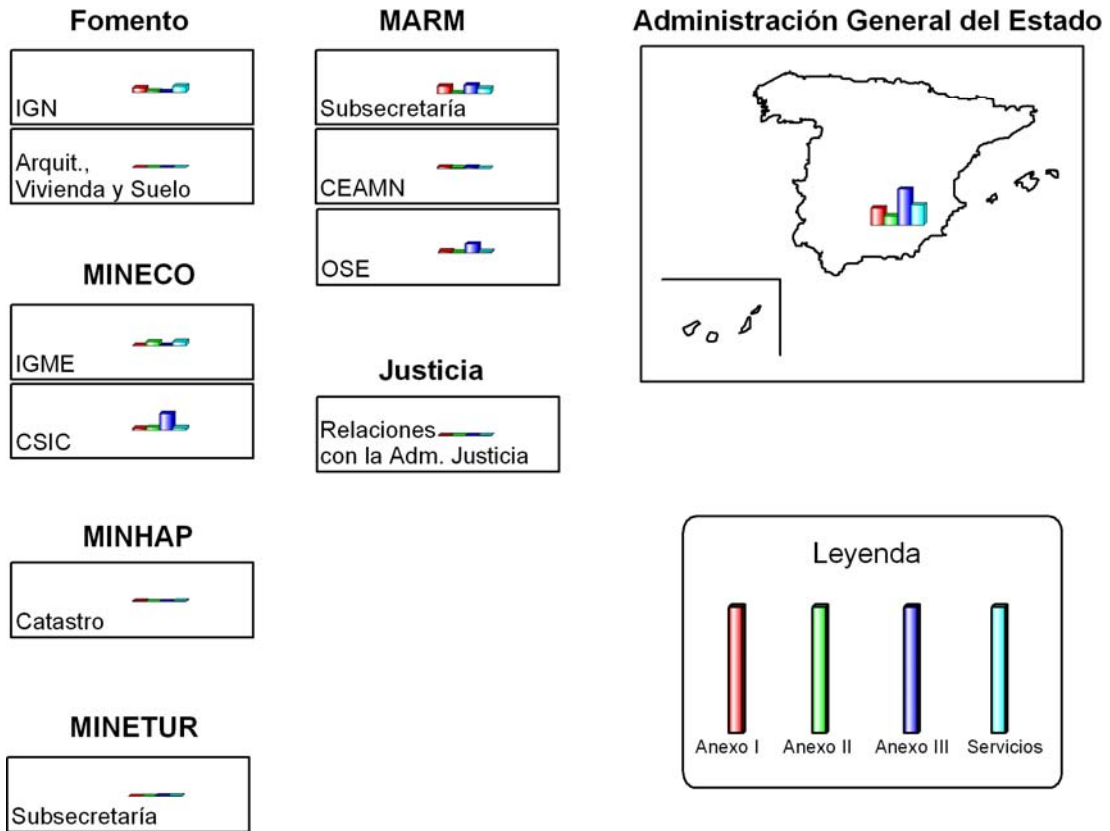 Fomento
IGN
Arquit.,
Vivienda y Suelo
MINECO
IGME
CSIC
MINHAP
Catastro
MINETUR
Subsecretaría
MARM
Subsecretaría
CEAMN
OSE
Justicia
Relaciones
con la Adm. Justicia
Administración General del Estado
Leyenda
Anexo I
Anexo II
Anexo III
Servicios